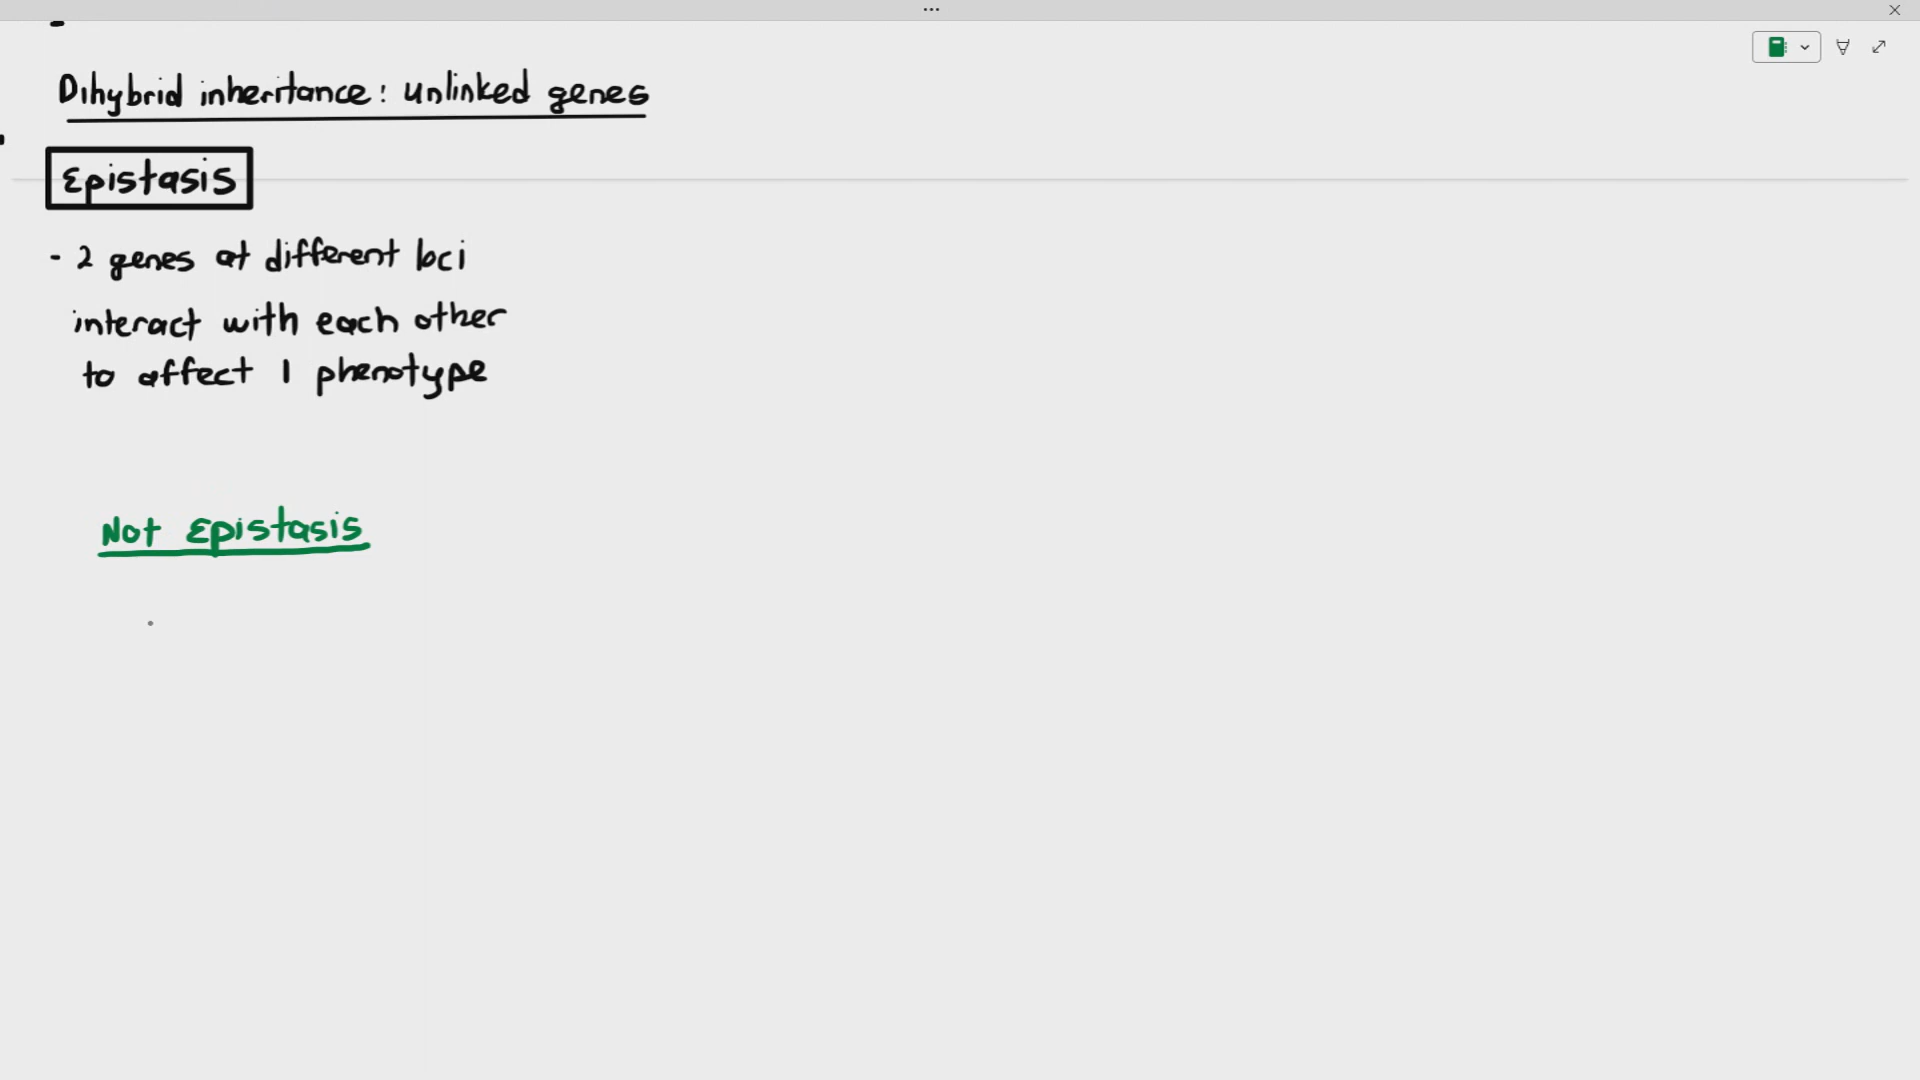 Dihybrid inheritance: unlinked genes
Epistasis
- 2 genes at different loci
interact with each other
to affect 1 phenotype
Not Epistasis